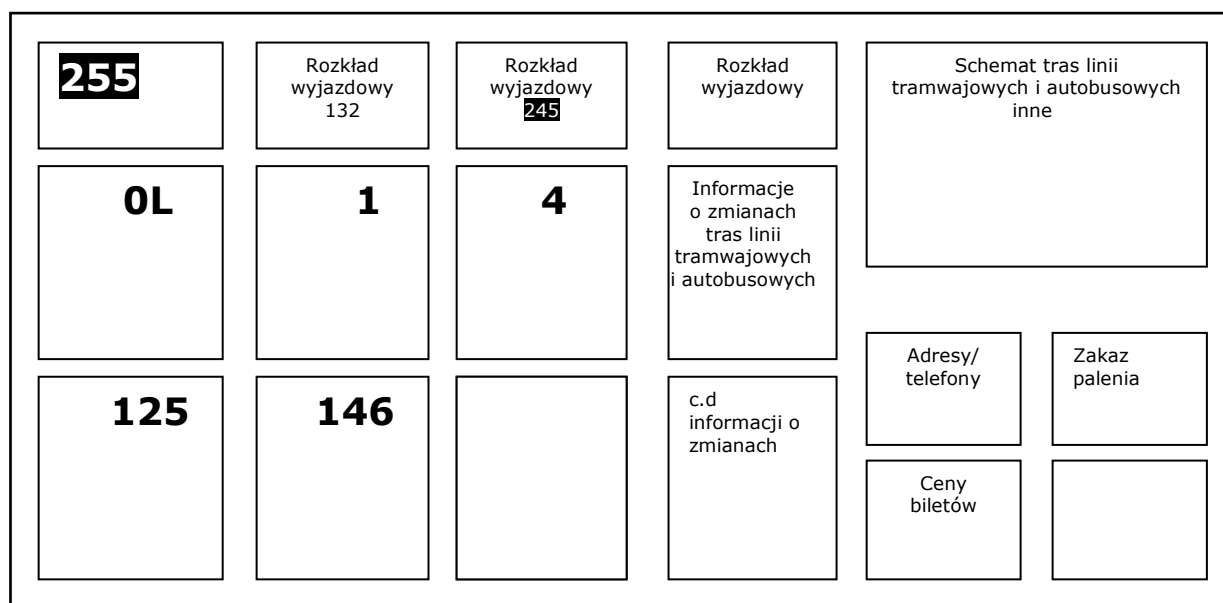 255
Rozkład
wyjazdowy
132
Rozkład
wyjazdowy
245
Rozkład
wyjazdowy
Schemat tras linii
tramwajowych i autobusowych
inne
0L
1
4
Informacje
o zmianach
tras linii
tramwajowych
i autobusowych
Adresy/
telefony
Zakaz
palenia
125
146
c.d
informacji o
zmianach
Ceny
biletów